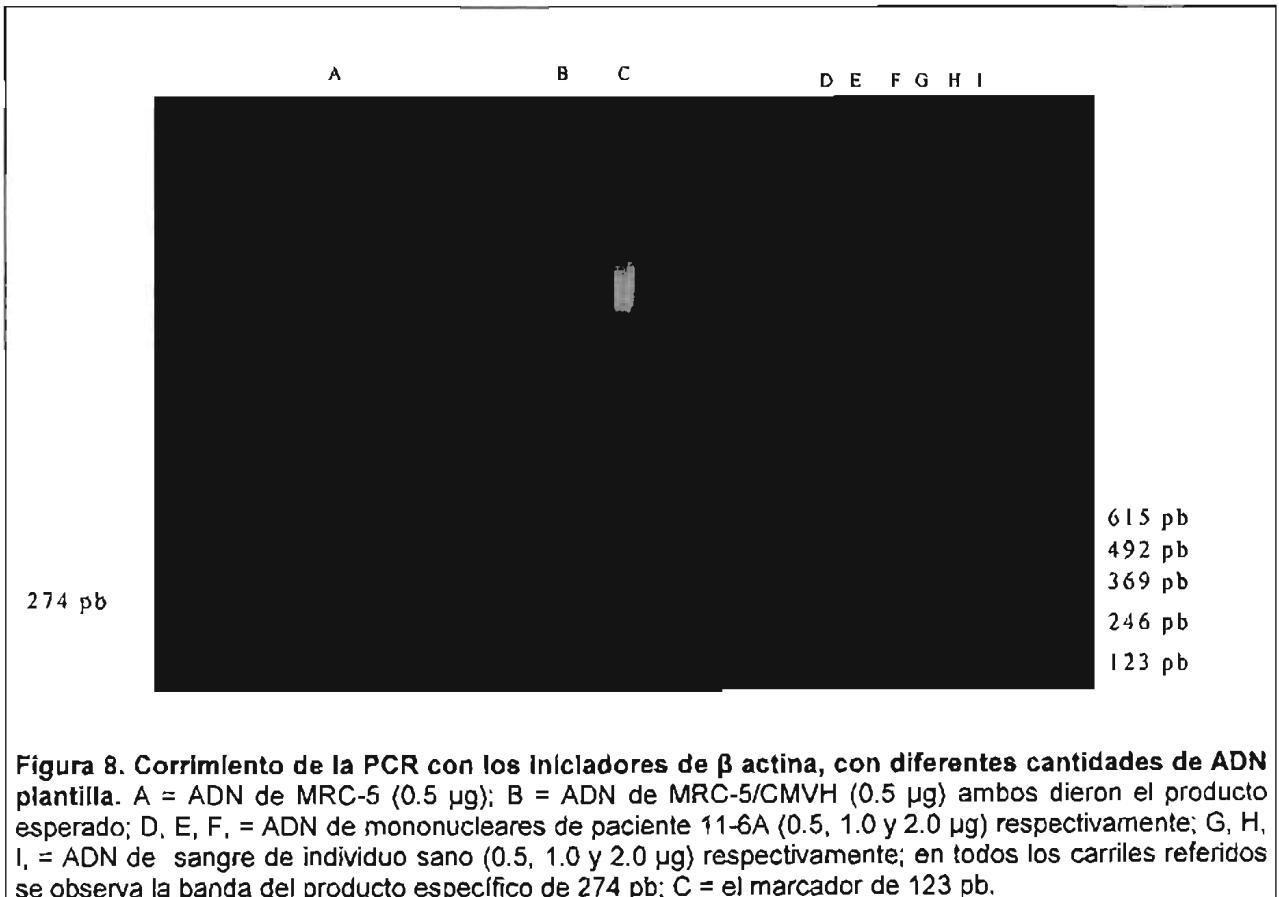 A B C D E F G H I
615 pb
492 pb
369 pb
274 pb
246 pb
123 pb
Figura 8. Corrimiento de la PCR con los iniciadores de β actina, con diferentes cantidades de ADN
plantilla. A = ADN de MRC-5 (0.5 µg); B = ADN de MRC-5/CMVH (0.5 µg) ambos dieron el producto
esperado; D, E, F, = ADN de mononucleares de paciente 11-6A (0.5, 1.0 y 2.0 µg) respectivamente; G, H,
I, = ADN de sangre de individuo sano (0.5, 1.0 y 2.0 µg) respectivamente; en todos los carriles referidos
se observa la banda del producto específico de 274 pb; C = el marcador de 123 pb.